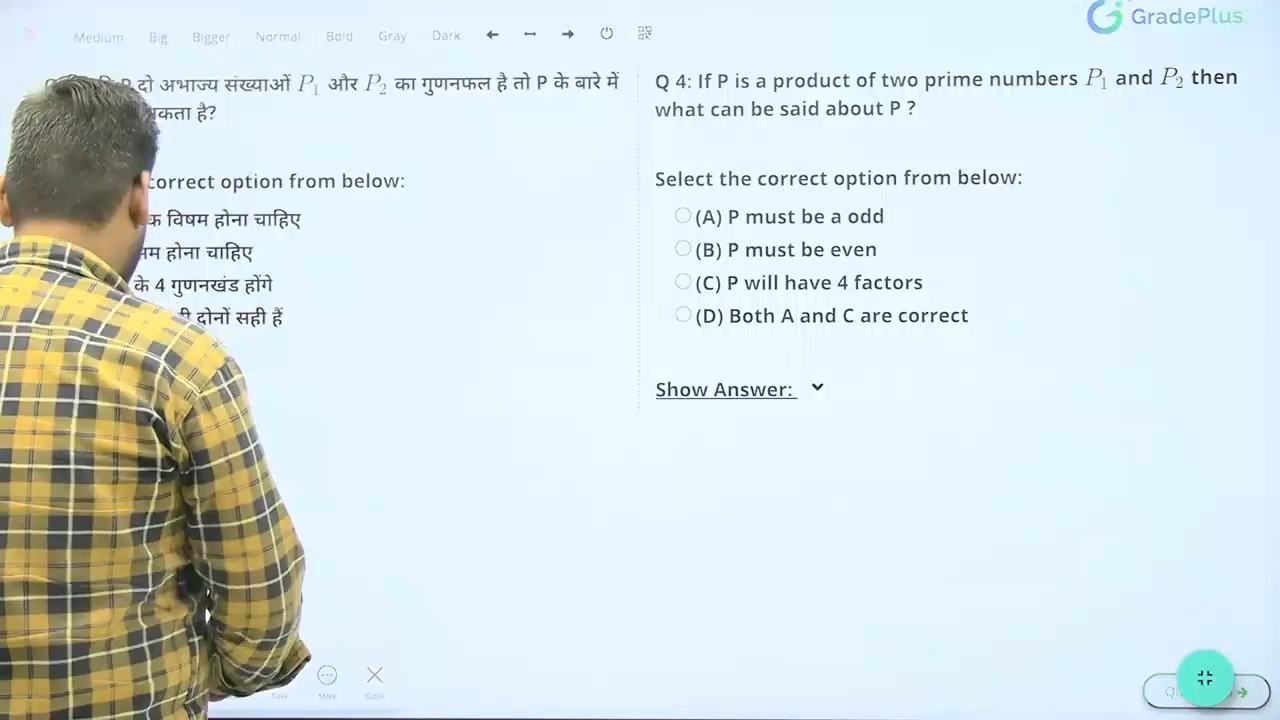 GradePlus
Medium Big Bigger Normal Bold Gray Dark
दो अभाज्य संख्याओं P₁ और P₂ का गुणनफल है तो P के बारे में
है?
correct option from below:
विषम होना चाहिए
होना चाहिए
के 4 गुणनखंड होंगे
दोनों सही हैं
Q 4: If P is a product of two prime numbers P₁ and P₂ then
what can be said about P ?
Select the correct option from below:
(A) P must be a odd
(B) P must be even
(C) P will have 4 factors
(D) Both A and C are correct
Show Answer: